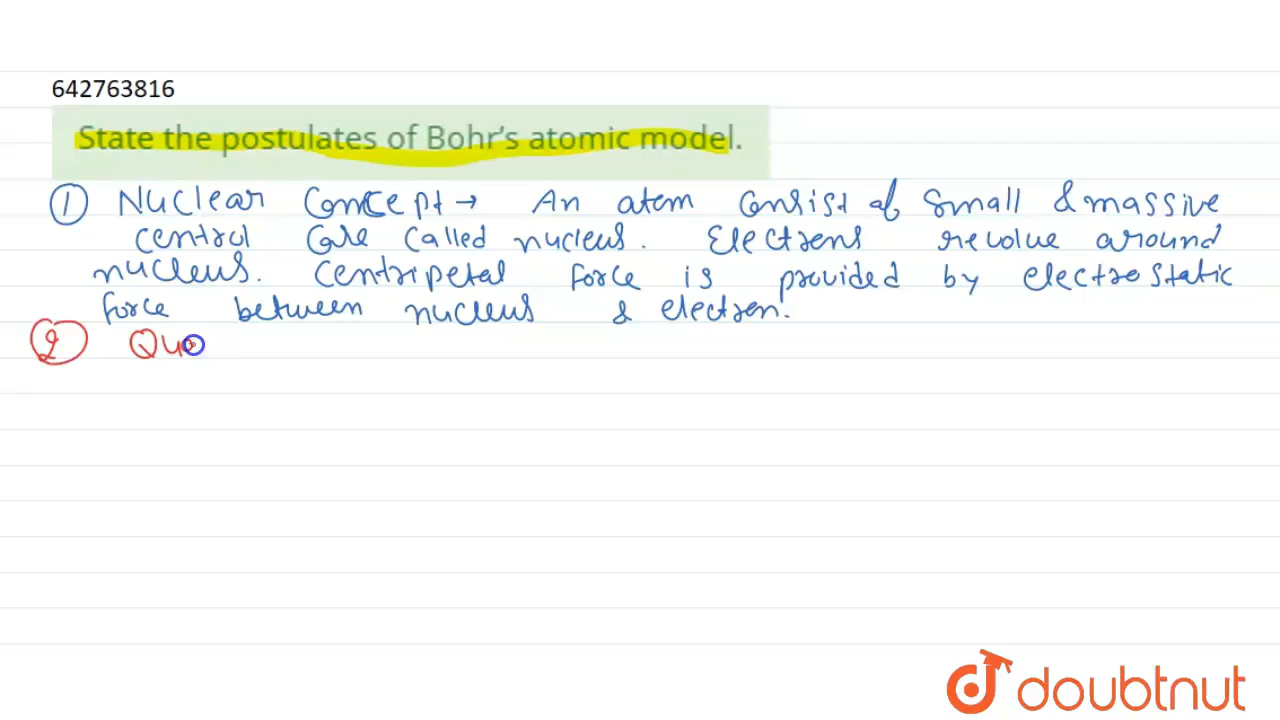 642763816
State the postulates of Bohr's atomic model.
① Nuclear Concept → An atom Consist of Small & massive
central Core called nucleus. Electrons revolve around
nucleus. Centripetal force is provided by electrostatic
force between nucleus & electron.
② Qua
doubtnut